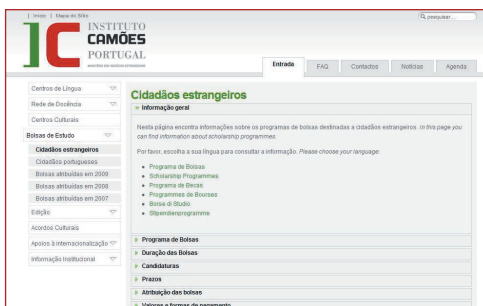 | Início | Mapa do Sítio
pesquisar...
INSTITUTO
CAMÕES
PORTUGAL
MINISTÉRIO DOS NEGÓCIOS ESTRANGEIROS
Entrada
FAQ
Contados
Notícias
Agenda
Centros de Língua
Rede de Docência
Centros Culturais
Bolsas de Estudo
Cidadãos estrangeiros
Cidadãos portugueses
Bolsas atribuídas em 2009
Bolsas atribuídas em 2008
Bolsas atribuídas em 2007
Edição
Acordos Culturais
Apoios à internacionalização
Informação Institucional
Cidadãos estrangeiros
Informação geral
Nesta página encontra informações sobre os programas de bolsas destinadas a cidadãos estrangeiros. In this page you
can find information about scholarship programmes.
Por favor, escolha a sua língua para consultar a informação. Please choose your language:
Programa de Bolsas
Scholarship Programmes
Programa de Becas
Programmes de Bourses
Borse di Studio
Stipendienprogramme
Programa de Bolsas
Duração das Bolsas
Candidaturas
Prazos
Atribuição das bolsas
Valores e formas de pagamento